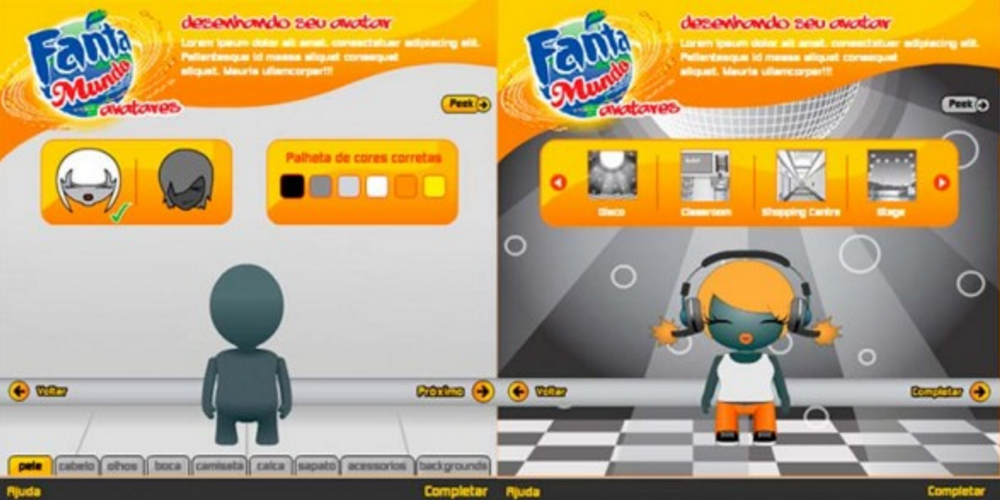 Fanta
Mundo
avatares
desenhando seu avatar
Lorem ipsum dolor sit amet, consectetuer adipiscing elit.
Pellentesque id massa aliquet consequat
aliquet. Mauris ullamcorper!!!
Peek
Palheta de cores corretas
Voltar
Próximo
pele
cabelo
olhos
boca
camiseta
calca
sapato
acessorios
backgrounds
Ajuda
Completar
Fanta
Mundo
avatares
desenhando seu avatar
Lorem ipsum dolor sit amet, consectetuer adipiscing elit.
Pellentesque id massa aliquet consequat
aliquet. Mauris ullamcorper!!!
Peek
Disco
Classroom
Shopping Centre
Stage
Voltar
Completar
Ajuda
Completar